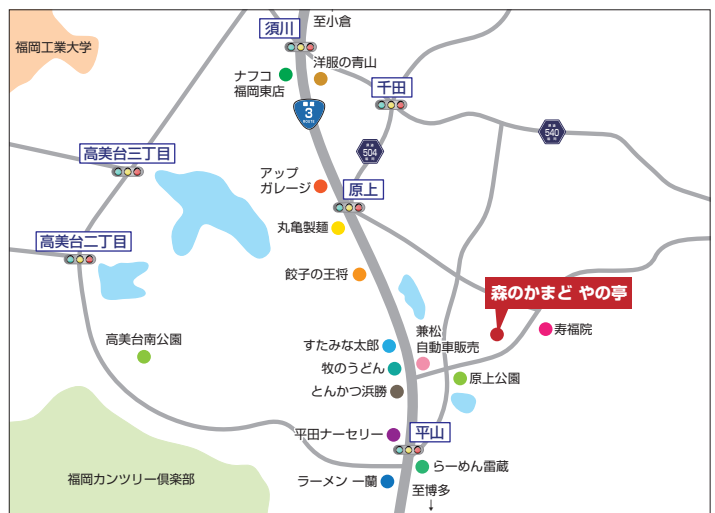 至小倉
須川
福岡工業大学
洋服の青山
ナフコ
福岡東店
千田
3
ROUTE
540
504
高美台三丁目
アップ
ガレージ
原上
丸亀製麺
高美台二丁目
餃子の王将
森のかまど やの亭
兼松
自動車販売
寿福院
高美台南公園
すたみな太郎
牧のうどん
原上公園
とんかつ浜勝
平田ナーセリー
平山
らーめん雷蔵
福岡カンツリー倶楽部
ラーメン 一蘭
至博多
↓